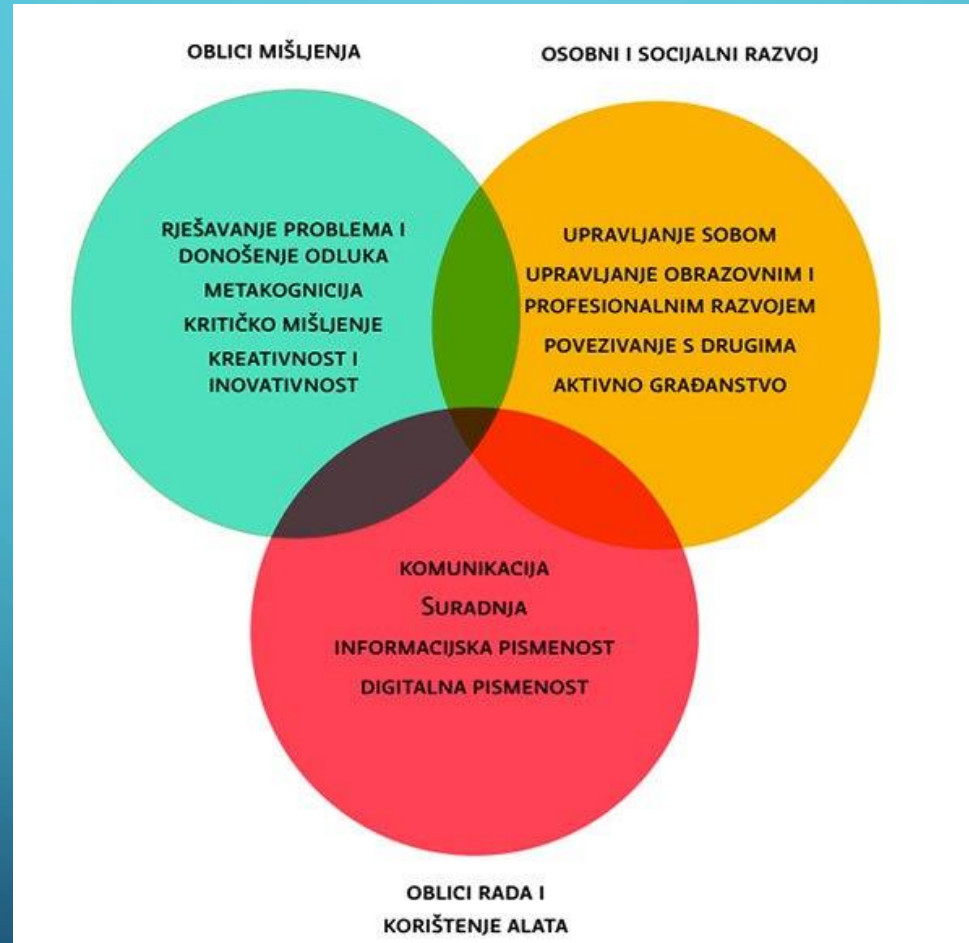 OBLICI MIŠLJENJA
OSOBNI I SOCIJALNI RAZVOJ
RJEŠAVANJE PROBLEMA I
DONOŠENJE ODLUKA
METAKOGNICIJA
KRITIČKO MIŠLJENJE
KREATIVNOST I
INOVATIVNOST
UPRAVLJANJE SOBOM
UPRAVLJANJE OBRAZOVNIM I
PROFESIONALNIM RAZVOJEM
POVEZIVANJE S DRUGIMA
AKTIVNO GRAĐANSTVO
KOMUNIKACIJA
SURADNJA
INFORMACIJSKA PISMENOST
DIGITALNA PISMENOST
OBLICI RADA I
KORIŠTENJE ALATA